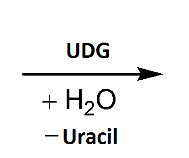 UDG
+ H₂O
– Uracil